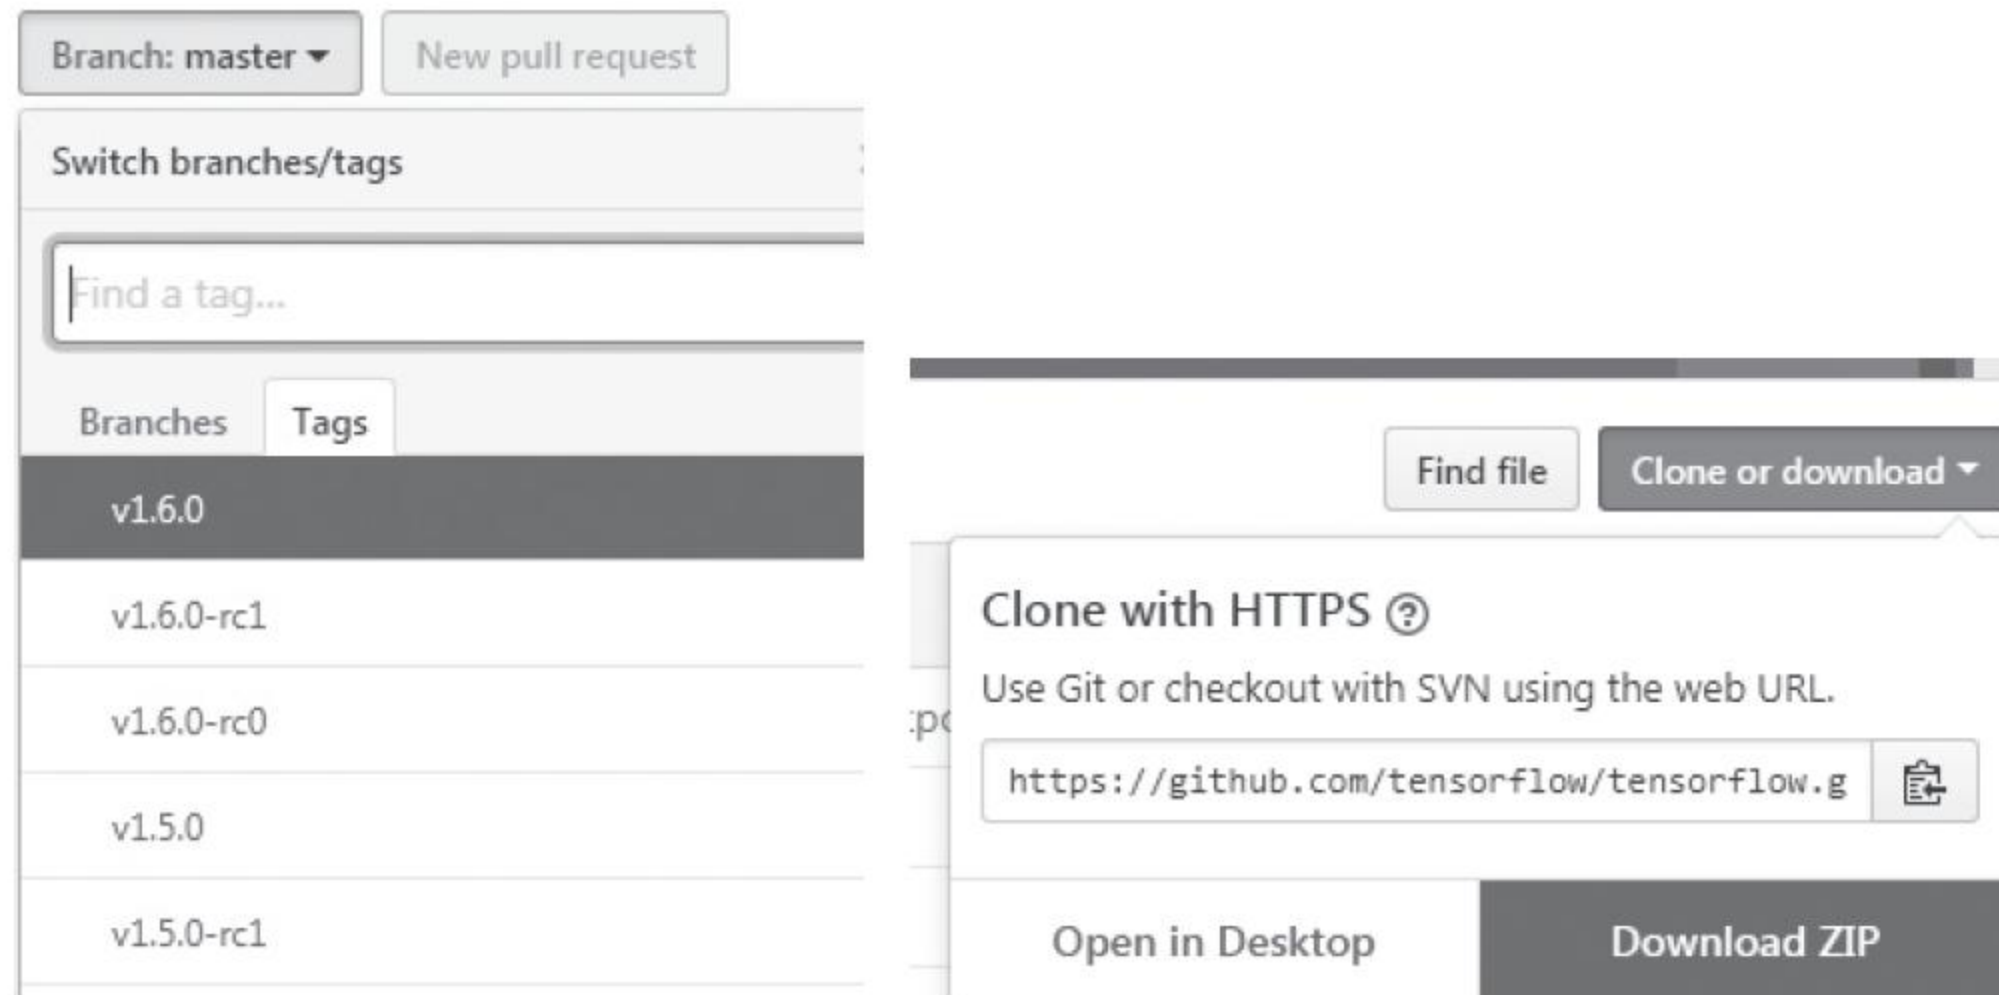 Branch: master
New pull request
Switch branches/tags
Find a tag...
Branches Tags
v1.6.0
v1.6.0-rc1
v1.6.0-rc0
v1.5.0
v1.5.0-rc1
Find file
Clone or download
Clone with HTTPS
Use Git or checkout with SVN using the web URL.
https://github.com/tensorflow/tensorflow.g
Open in Desktop
Download ZIP